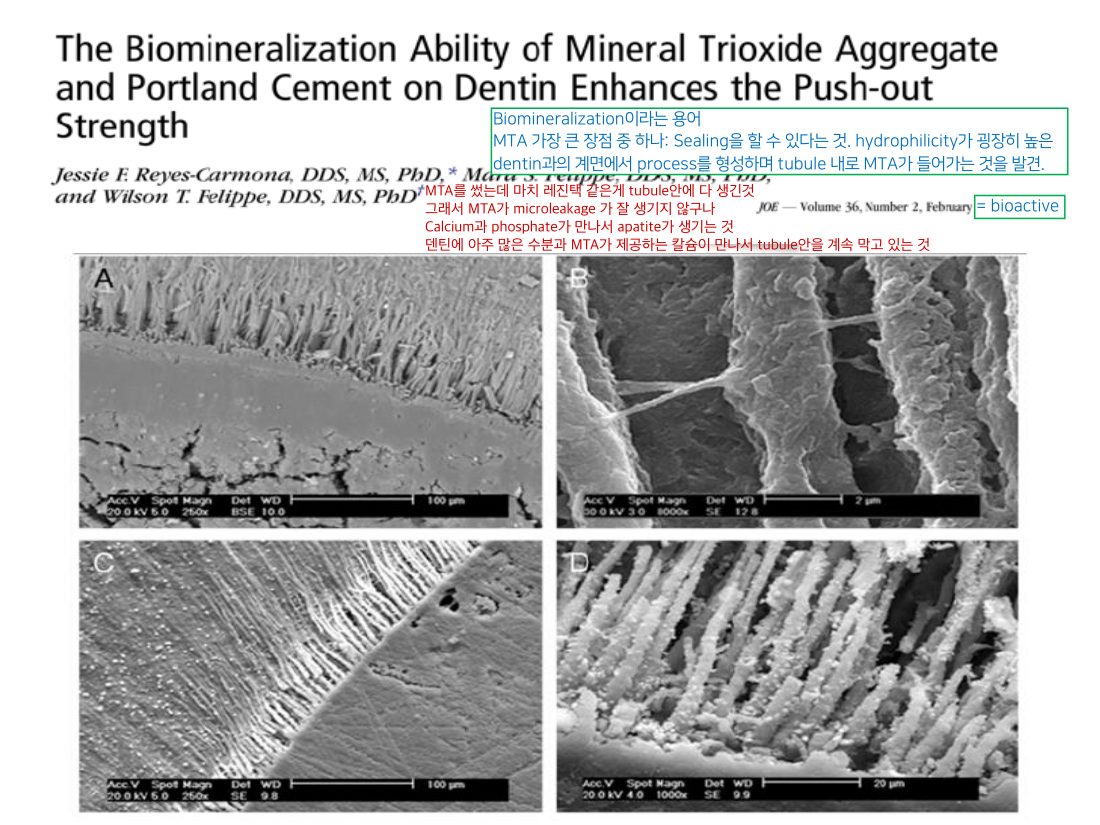 The Biomineralization Ability of Mineral Trioxide Aggregate
and Portland Cement on Dentin Enhances the Push-out
Strength
Biomineralization이라는 용어
MTA 가장 큰 장점 중 하나: Sealing을 할 수 있다는 것. hydrophilicity가 굉장히 높은
dentin과의 계면에서 process를 형성하며 tubule 내로 MTA가 들어가는 것을 발견.
Jessie F. Reyes-Carmona, DDS, MS, PhD,* Mara S. Felippe, DDS, MS, PhD,
and Wilson T. Felippe, DDS, MS, PhD†
MTA를 썼는데 마치 레진택 같은게 tubule안에 다 생긴것
그래서 MTA가 microleakage 가 잘 생기지 않구나
JOE — Volume 36, Number 2, February
= bioactive
Calcium과 phosphate가 만나서 apatite가 생기는 것
덴틴에 아주 많은 수분과 MTA가 제공하는 칼슘이 만나서 tubule안을 계속 막고 있는 것
A
Acc.V Spot Magn Det WD 100 μm
20.0 kV 5.0 250x BSE 10.0
B
Acc.V Spot Magn Det WD 2 μm
30.0 kV 3.0 8000x SE 12.8
C
Acc.V Spot Magn Det WD 100 μm
20.0 kV 5.0 250x SE 9.8
D
Acc.V Spot Magn Det WD 20 μm
20.0 kV 4.0 1000x SE 9.9